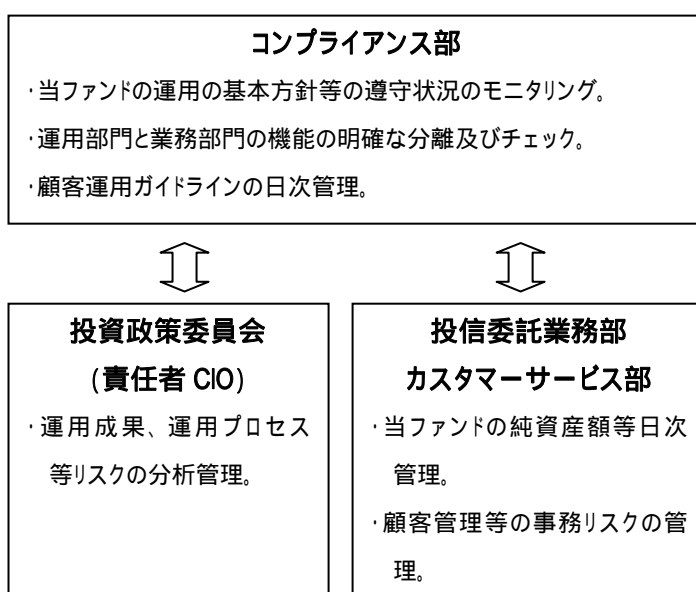 コンプライアンス部
・当ファンドの運用の基本方針等の遵守状況のモニタリング。
・運用部門と業務部門の機能の明確な分離及びチェック。
・顧客運用ガイドラインの日次管理。
投資政策委員会
(責任者 CIO)
・運用成果、運用プロセス
等リスクの分析管理。
投信委託業務部
カスタマーサービス部
・当ファンドの純資産額等日次
管理。
・顧客管理等の事務リスクの管
理。